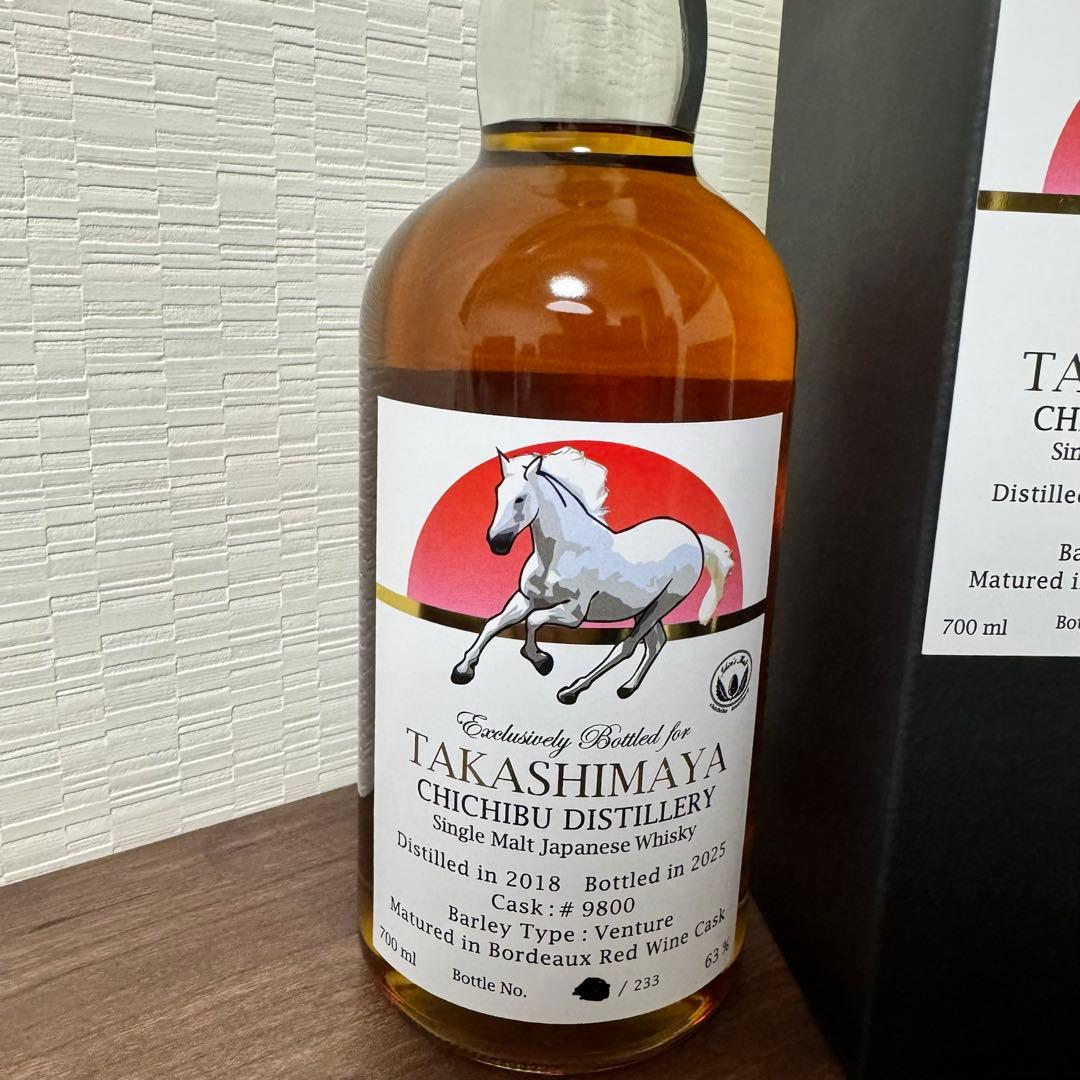 Exclusively Bottled for
TAKASHIMAYA
CHICHIBU DISTILLERY
Single Malt Japanese Whisky
Distilled in 2018 Bottled in 2025
Cask : # 9800
Barley Type : Venture
Matured in Bordeaux Red Wine Cask
700 ml
63 %
Bottle No. / 233
TA
CH
Sin
Distilled
Ba
Matured i
700 ml
Bot